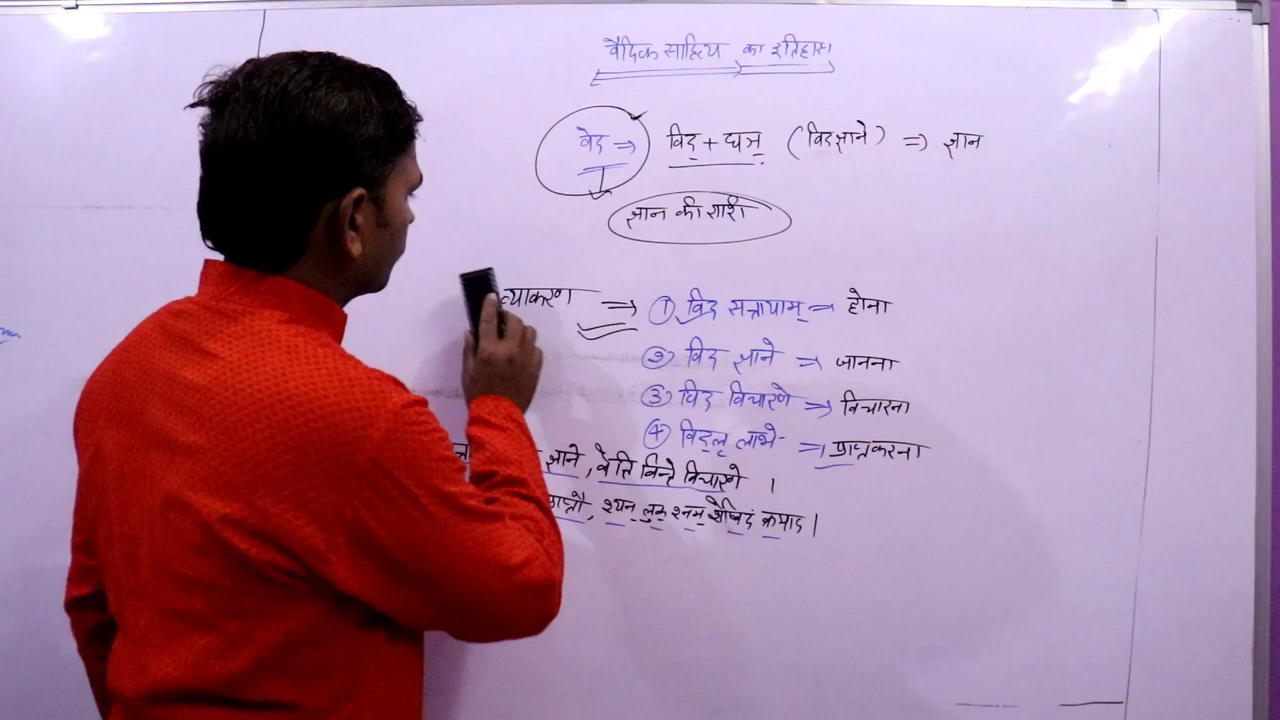 वैदिक साहित्य का इतिहास।
वेद ⇒ विद् + घञ् (विद ज्ञाने) ⇒ ज्ञान
ज्ञान की राशी
व्याकरण ⇒ ① विद सत्तायाम् ⇒ होना
② विद ज्ञाने ⇒ जानना
③ विद विचारणे ⇒ विचारना
④ विद्लृ लाभे ⇒ प्राप्त करना
ज्ञाने, वेत्ति विन्ते विचारणे ।
प्राप्तौ, श्यन् लुक् श्नम् शेष्विदं क्रमाद।